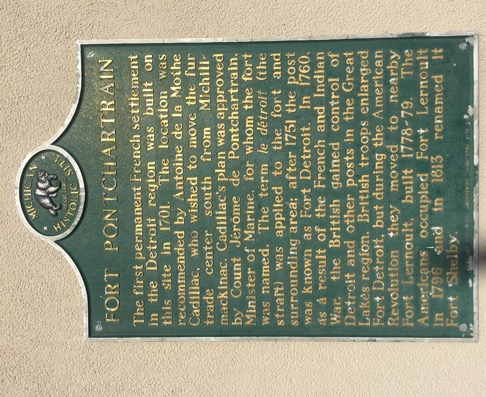 MICHIGAN
HISTORIC SITE
FORT PONTCHARTRAIN
The first permanent French settlement
in the Detroit region was built on
this site in 1701. The location was
recommended by Antoine de la Mothe
Cadillac, who wished to move the fur
trade center south from Michili-
mackinac. Cadillac's plan was approved
by Count Jérome de Pontchartrain,
Minister of Marine, for whom the fort
was named. The term le détroit (the
strait) was applied to the fort and
surrounding area; after 1751 the post
was known as Fort Detroit. In 1760,
as a result of the French and Indian
War, the British gained control of
Detroit and other posts in the Great
Lakes region. British troops enlarged
Fort Detroit, but during the American
Revolution they moved to nearby
Fort Lernoult, built 1778-79. The
Americans occupied Fort Lernoult
in 1796 and in 1813 renamed it
Fort Shelby.